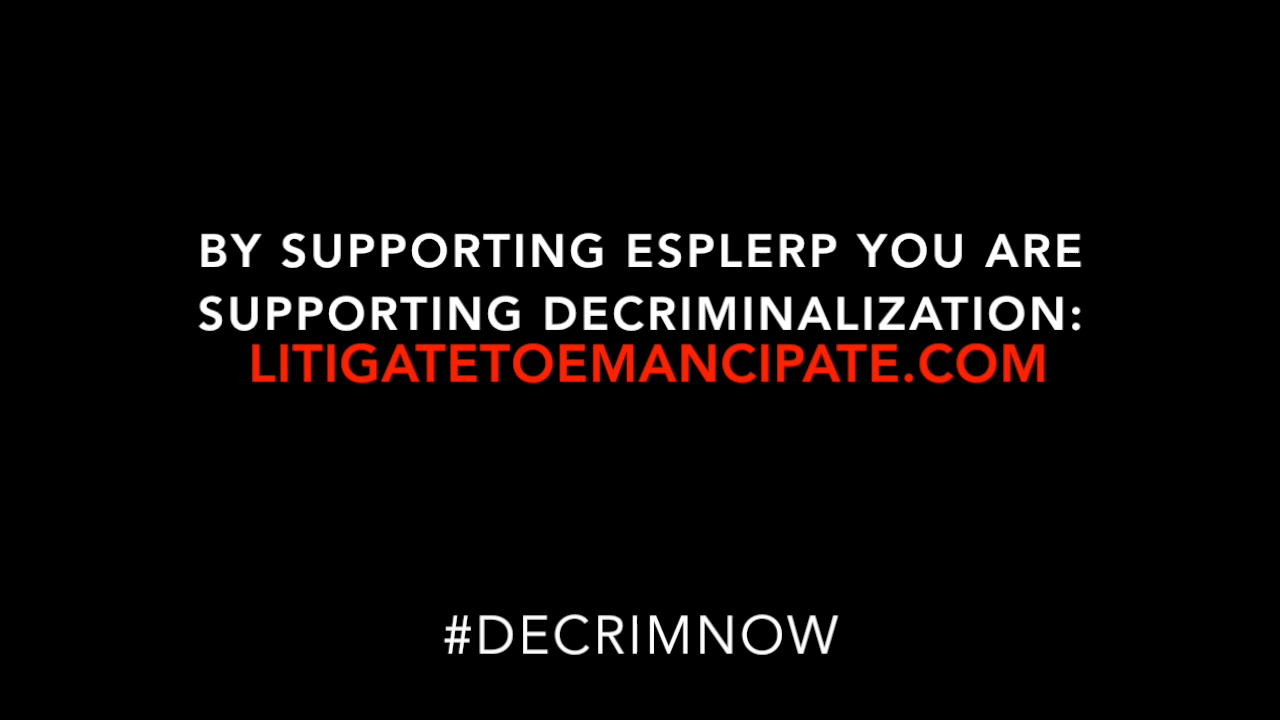 BY SUPPORTING ESPLERP YOU ARE
SUPPORTING DECRIMINALIZATION:
LITIGATETOEMANCIPATE.COM
#DECRIMNOW